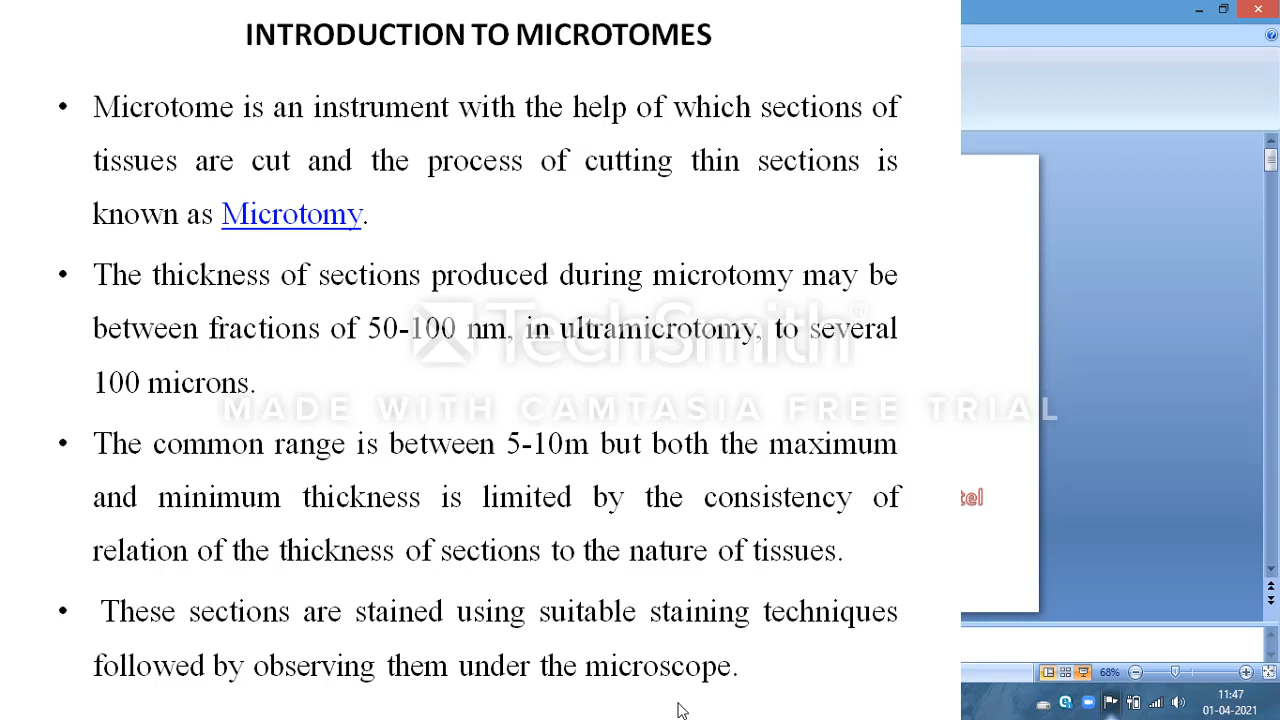 INTRODUCTION TO MICROTOMES
• Microtome is an instrument with the help of which sections of
tissues are cut and the process of cutting thin sections is
known as Microtomy.
• The thickness of sections produced during microtomy may be
between fractions of 50-100 nm, in ultramicrotomy, to several
100 microns.
TechSmith®
MADE WITH CAMTASIA FREE TRIAL
• The common range is between 5-10m but both the maximum
and minimum thickness is limited by the consistency of
relation of the thickness of sections to the nature of tissues.
• These sections are stained using suitable staining techniques
followed by observing them under the microscope.
tel
68%
11:47
01-04-2021